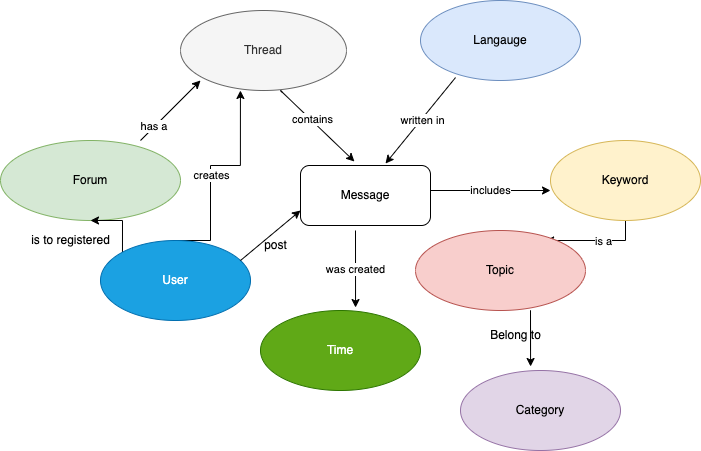 Thread
Langauge
has a
contains
written in
creates
Forum
Message
includes
Keyword
is to registered
post
is a
User
was created
Topic
Time
Belong to
Category